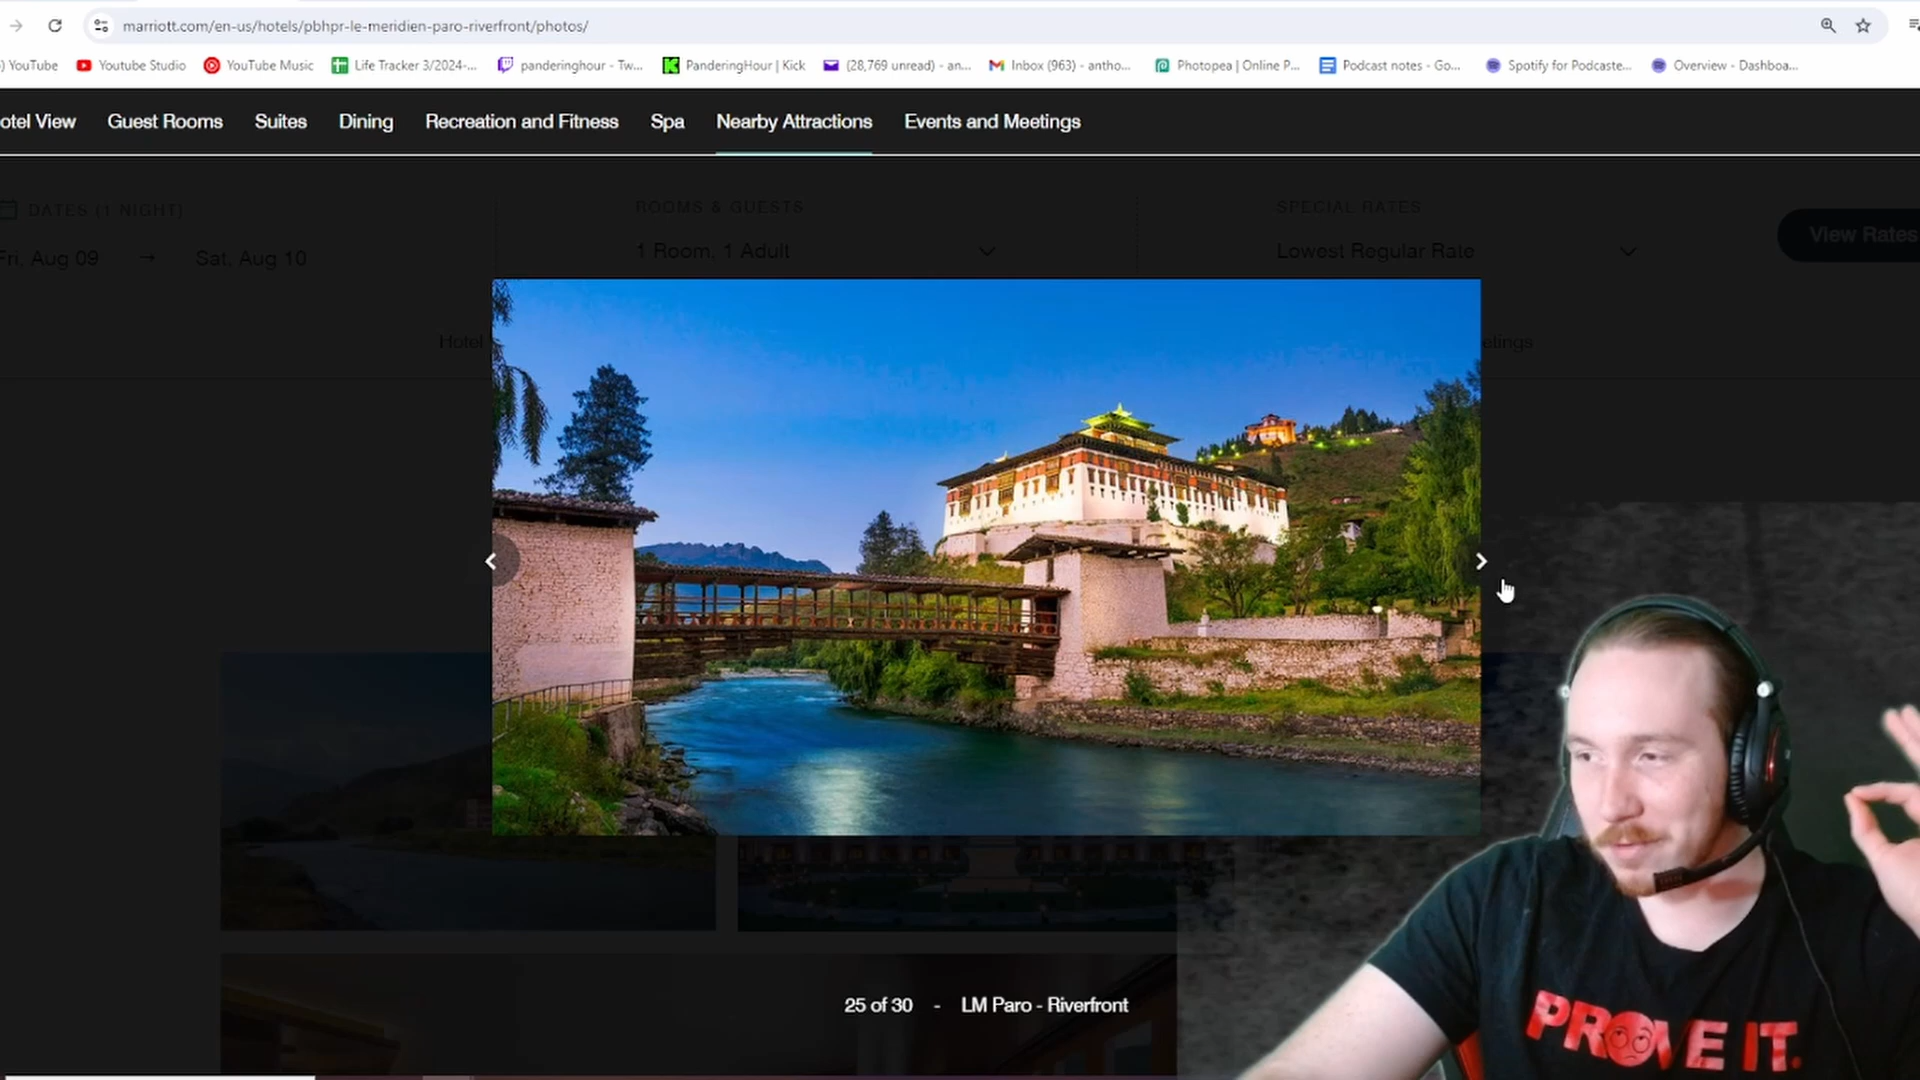 marriott.com/en-us/hotels/pbhpr-le-meridien-paro-riverfront/photos/
) YouTube Youtube Studio YouTube Music Life Tracker 3/2024-... panderinghour - Tw... PanderingHour | Kick (28,769 unread) - an... Inbox (963) - antho... Photopea | Online P... Podcast notes - Go... Spotify for Podcaste... Overview - Dashboa...
otel View Guest Rooms Suites Dining Recreation and Fitness Spa Nearby Attractions Events and Meetings
DATES (1 NIGHT) ROOMS & GUESTS SPECIAL RATES
Fri, Aug 09 → Sat, Aug 10 1 Room, 1 Adult Lowest Regular Rate View Rates
Hotel etings
25 of 30 - LM Paro - Riverfront
PROVE IT.